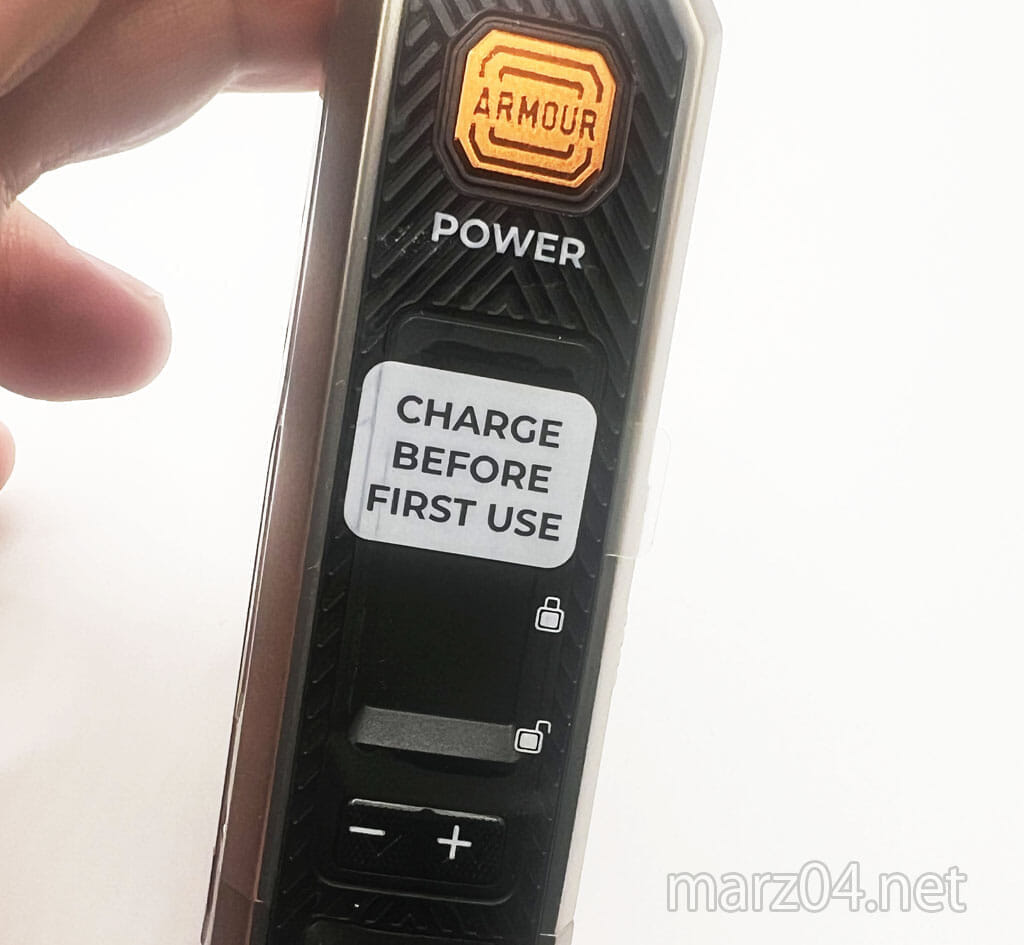 ARMOUR
POWER
CHARGE
BEFORE
FIRST USE
- +
marz04.net